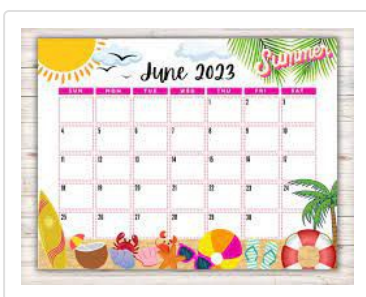 June 2023
Summer
SUN MON TUE WED THU FRI SAT
1 2 3
4 5 6 7 8 9 10
11 12 13 14 15 16 17
18 19 20 21 22 23 24
25 26 27 28 29 30